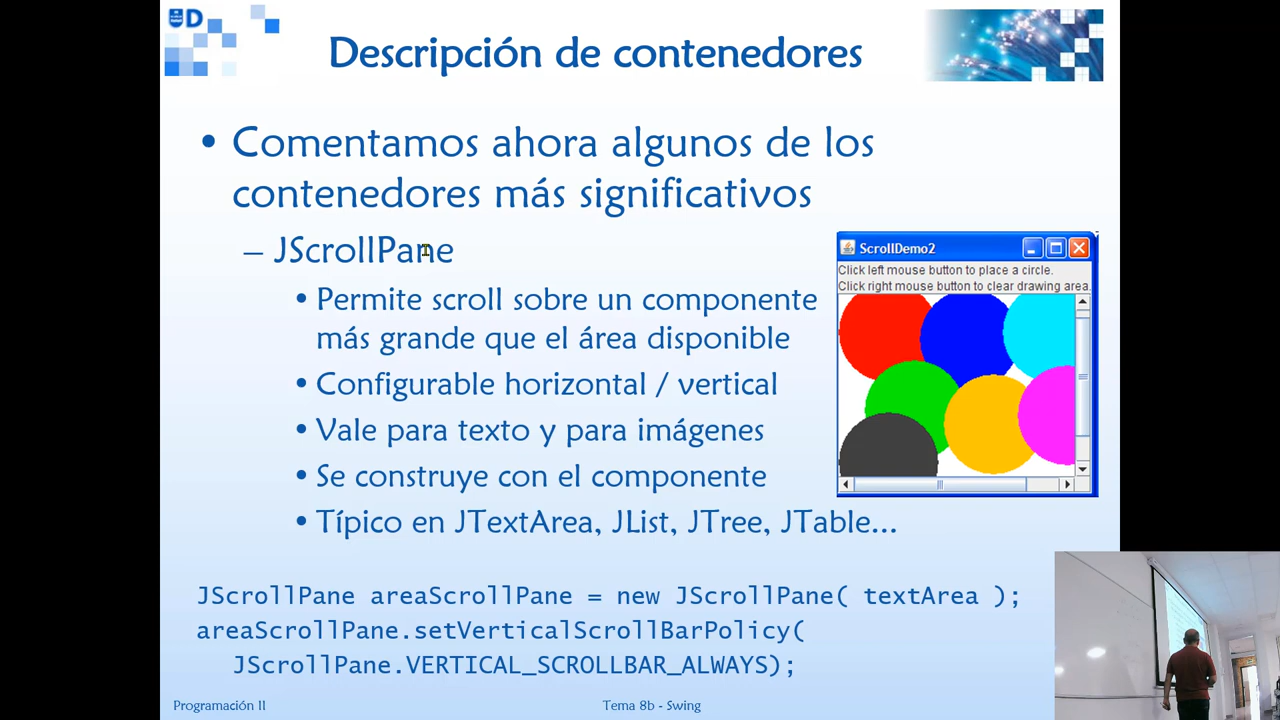 D
Descripción de contenedores
• Comentamos ahora algunos de los
contenedores más significativos
– JScrollPane
• Permite scroll sobre un componente
más grande que el área disponible
• Configurable horizontal / vertical
• Vale para texto y para imágenes
• Se construye con el componente
• Típico en JTextArea, JList, JTree, JTable...
ScrollDemo2
Click left mouse button to place a circle.
Click right mouse button to clear drawing area.
JScrollPane areaScrollPane = new JScrollPane( textArea );
areaScrollPane.setVerticalScrollBarPolicy(
JScrollPane.VERTICAL_SCROLLBAR_ALWAYS);
Programación II
Tema 8b - Swing